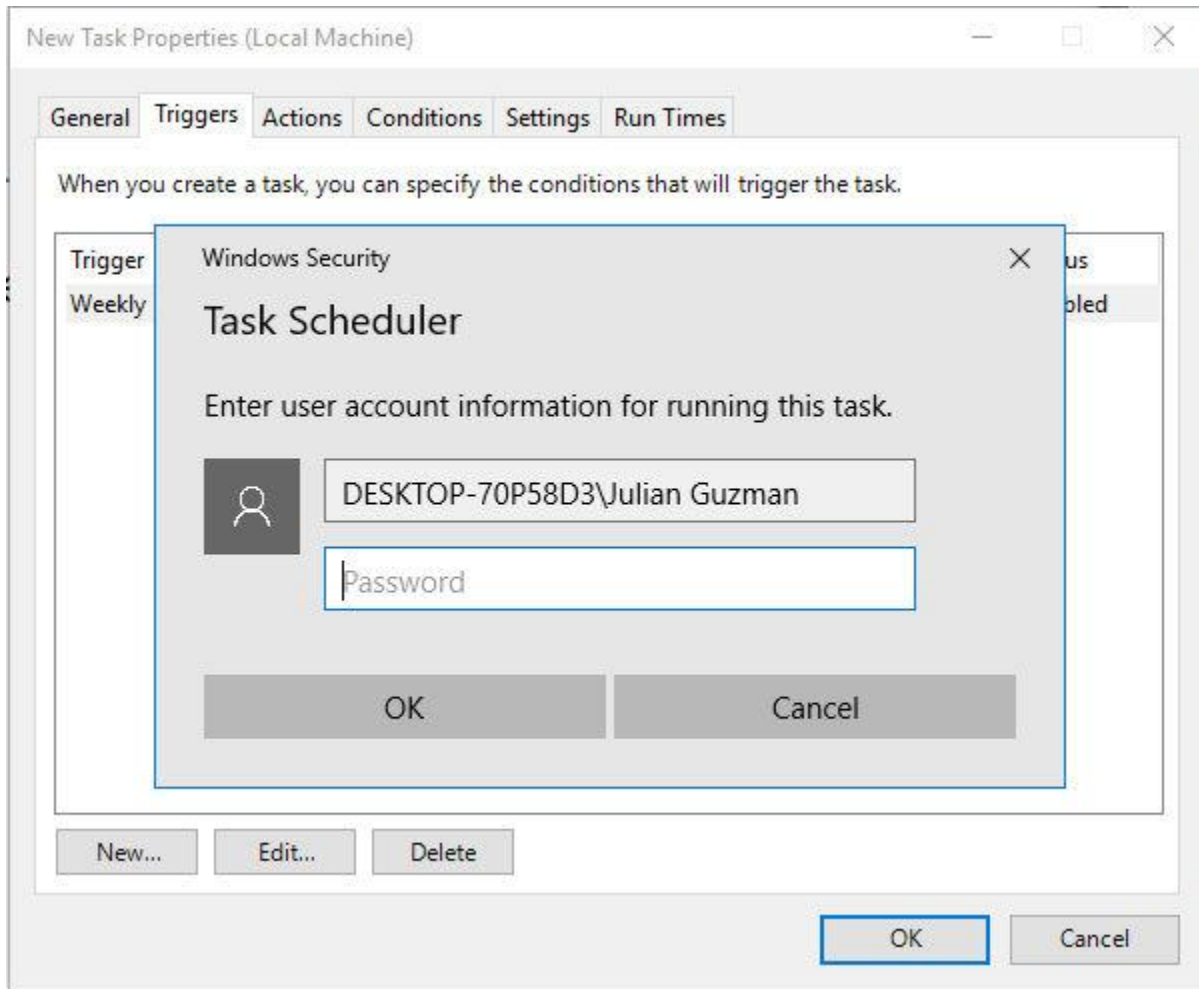 New Task Properties (Local Machine)
General Triggers Actions Conditions Settings Run Times
When you create a task, you can specify the conditions that will trigger the task.
Trigger
us
Weekly
bled
Windows Security
Task Scheduler
Enter user account information for running this task.
DESKTOP-70P58D3\Julian Guzman
Password
OK Cancel
New... Edit... Delete
OK Cancel